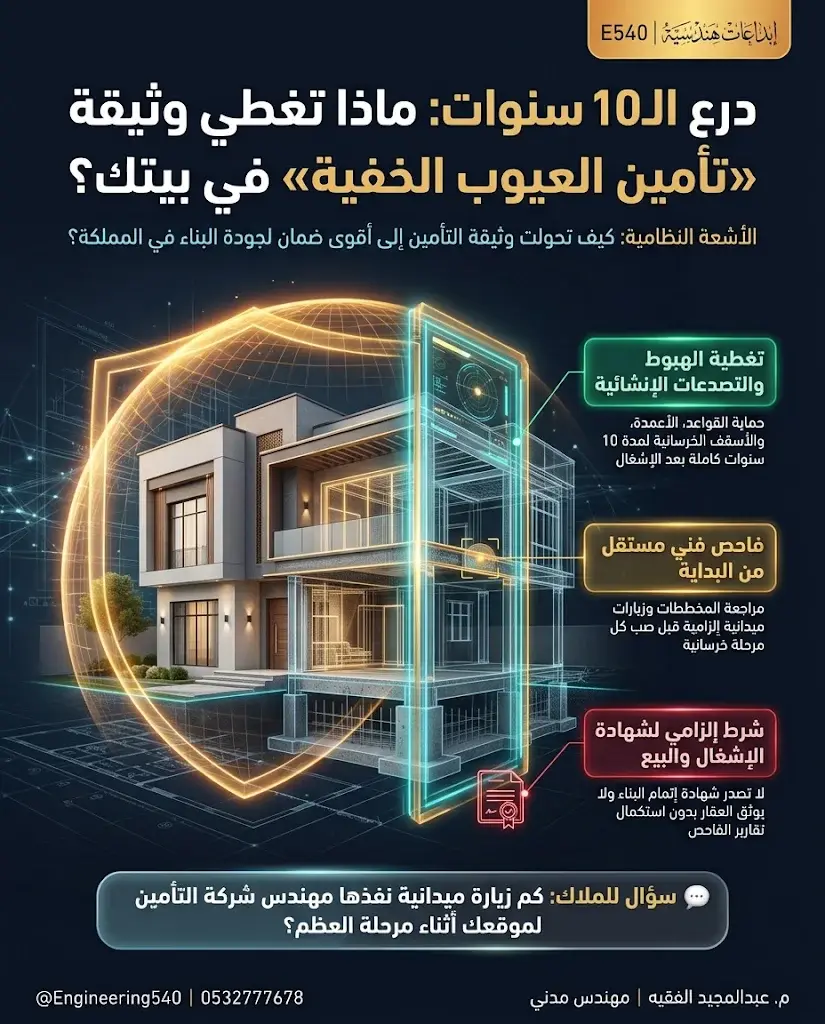 إبداعات هندسية | E540
درع الـ10 سنوات: ماذا تغطي وثيقة
«تأمين العيوب الخفية» في بيتك؟
الأشعة النظامية: كيف تحولت وثيقة التأمين إلى أقوى ضمان لجودة البناء في المملكة؟
تغطية الهبوط
والتصدعات الإنشائية
حماية القواعد، الأعمدة،
والأسقف الخرسانية لمدة 10
سنوات كاملة بعد الإشغال
فاحص فني مستقل
من البداية
مراجعة المخططات وزيارات
ميدانية إلزامية قبل صب كل
مرحلة خرسانية
شرط إلزامي لشهادة
الإشغال والبيع
لا تصدر شهادة إتمام البناء ولا
يوثق العقار بدون استكمال
تقارير الفاحص
سؤال للملاك: كم زيارة ميدانية نفذها مهندس شركة التأمين
لموقعك أثناء مرحلة العظم؟
م. عبدالمجيد الفقيه | مهندس مدني
@Engineering540 | 0532777678